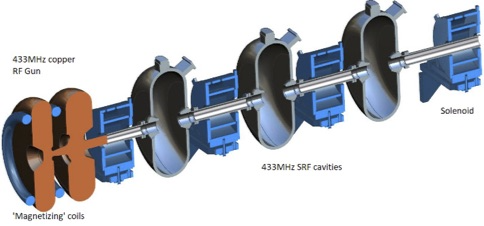 433MHz copper
RF Gun
Solenoid
433MHz SRF cavities
'Magnetizing' coils